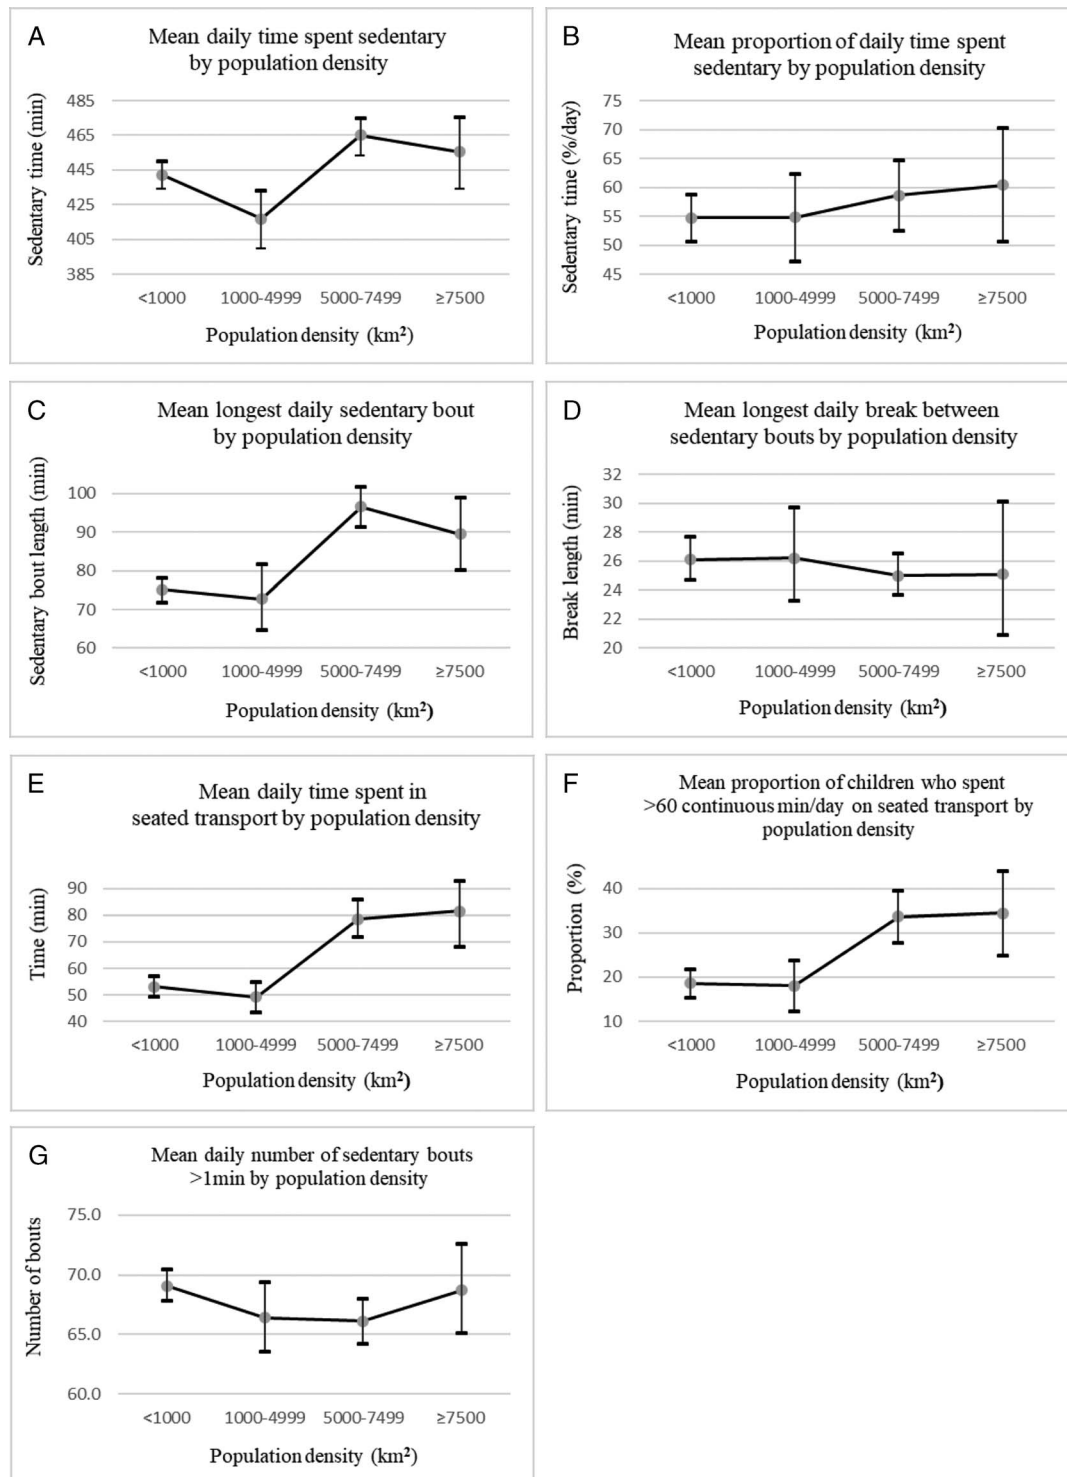 A
Mean daily time spent sedentary
by population density
Sedentary time (min)
485
465
445
425
405
385
<1000 1000-4999 5000-7499 ≥7500
Population density (km²)
B
Mean proportion of daily time spent
sedentary by population density
Sedentary time (%/day)
75
70
65
60
55
50
45
<1000 1000-4999 5000-7499 ≥7500
Population density (km²)
C
Mean longest daily sedentary bout
by population density
Sedentary bout length (min)
100
90
80
70
60
<1000 1000-4999 5000-7499 ≥7500
Population density (km²)
D
Mean longest daily break between
sedentary bouts by population density
Break length (min)
32
30
28
26
24
22
20
<1000 1000-4999 5000-7499 ≥7500
Population density (km²)
E
Mean daily time spent in
seated transport by population density
Time (min)
90
80
70
60
50
40
<1000 1000-4999 5000-7499 ≥7500
Population density (km²)
F
Mean proportion of children who spent
>60 continuous min/day on seated transport by
population density
Proportion (%)
40
30
20
10
<1000 1000-4999 5000-7499 ≥7500
Population density (km²)
G
Mean daily number of sedentary bouts
>1min by population density
Number of bouts
75.0
70.0
65.0
60.0
<1000 1000-4999 5000-7499 ≥7500
Population density (km²)